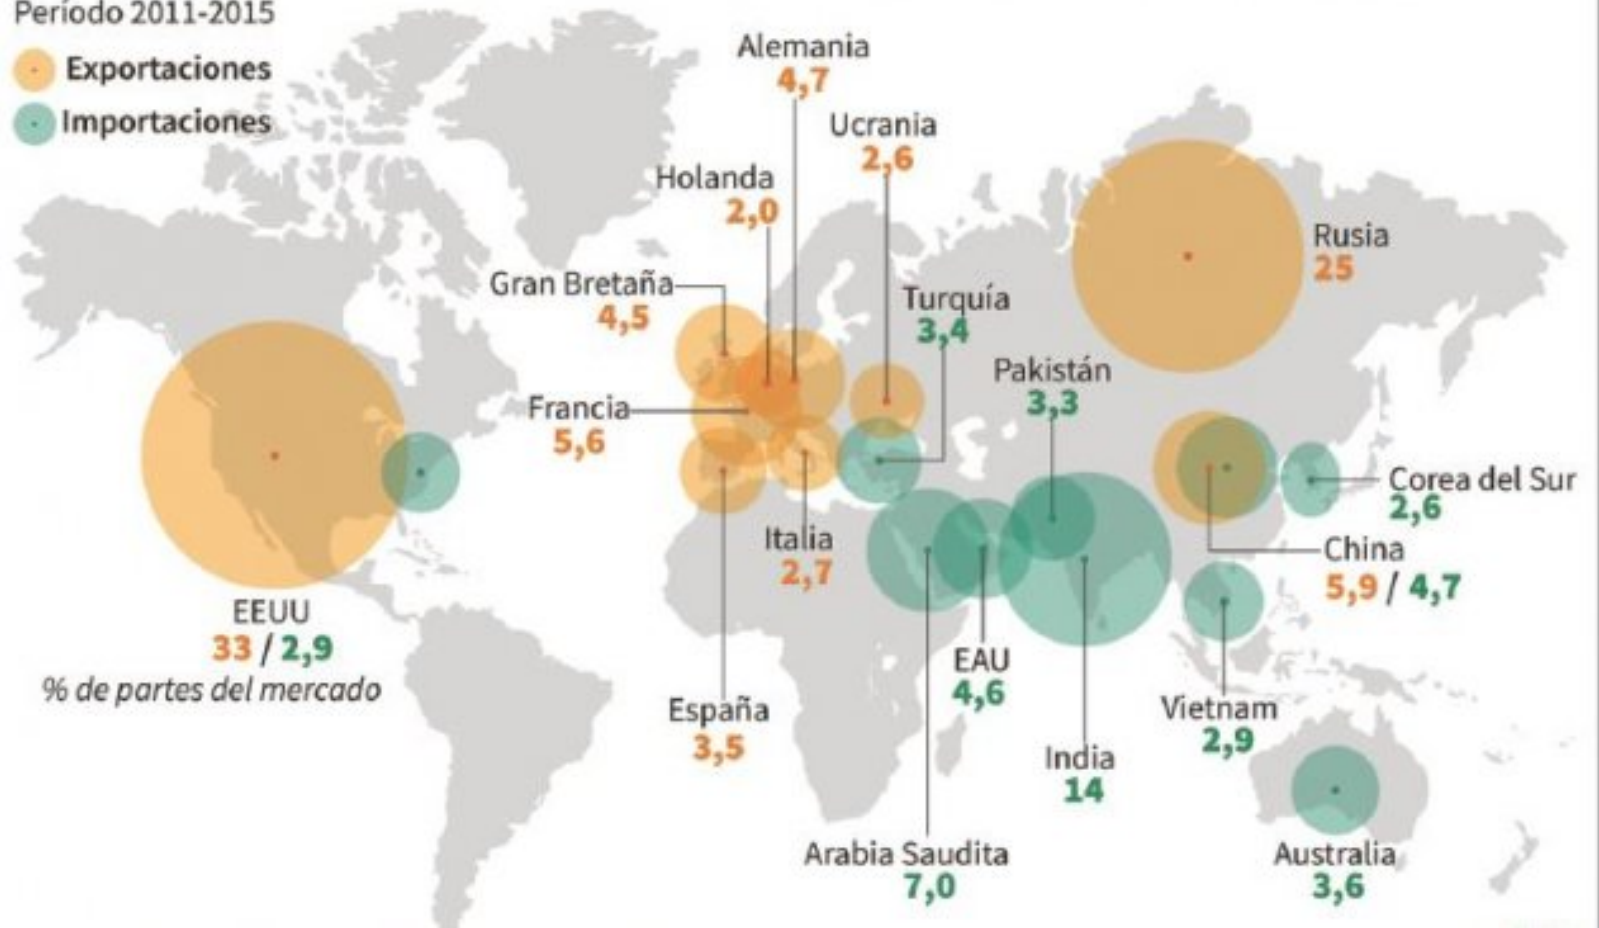 Período 2011-2015
Exportaciones
Importaciones
Alemania
4,7
Ucrania
2,6
Holanda
2,0
Rusia
25
Gran Bretaña
4,5
Turquía
3,4
Pakistán
3,3
Francia
5,6
Corea del Sur
2,6
Italia
2,7
China
5,9 / 4,7
EEUU
33 / 2,9
% de partes del mercado
EAU
4,6
España
3,5
Vietnam
2,9
India
14
Arabia Saudita
7,0
Australia
3,6